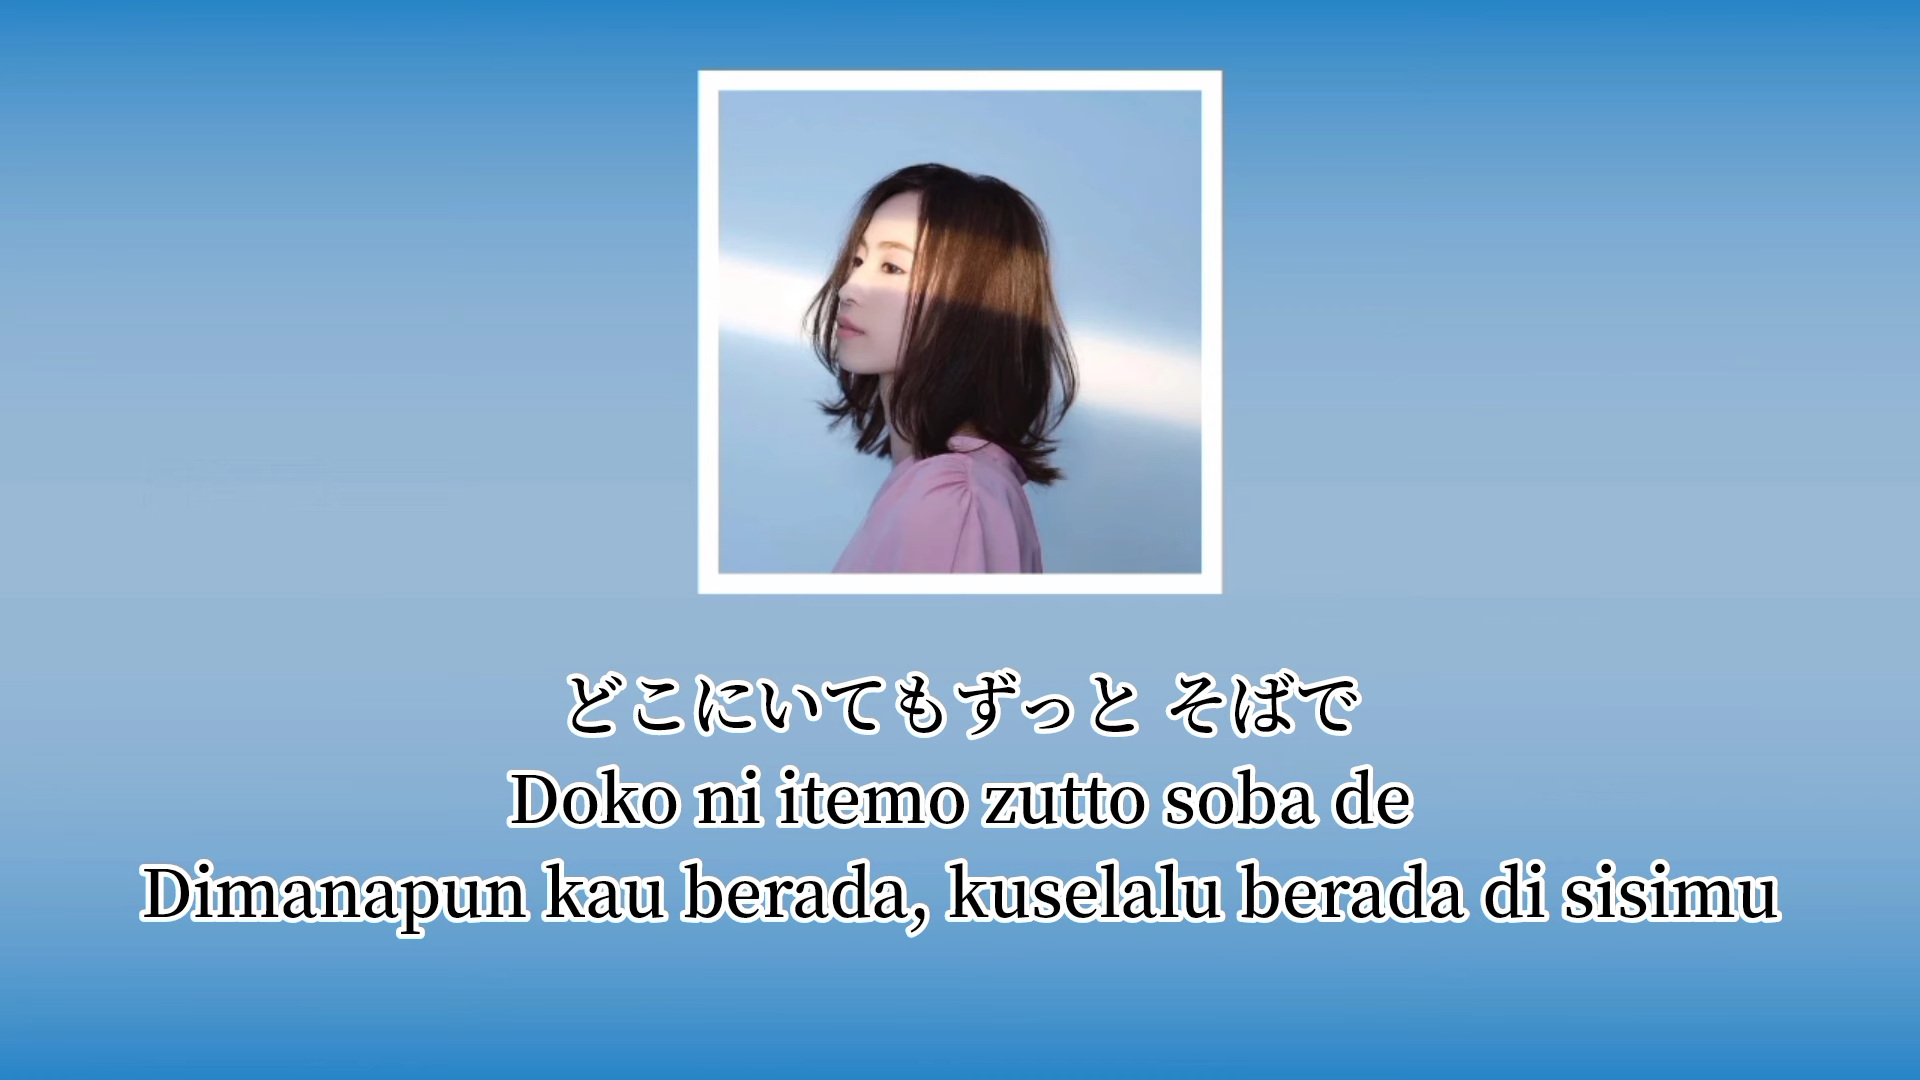 どこにいてもずっと そばで
Doko ni itemo zutto soba de
Dimanapun kau berada, kuselalu berada di sisimu